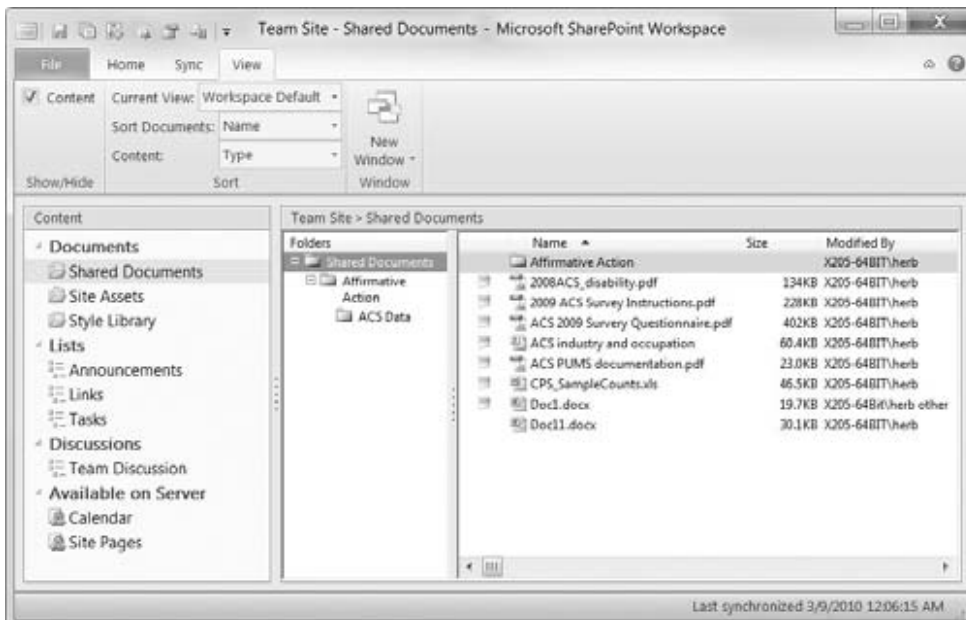 Team Site - Shared Documents - Microsoft SharePoint Workspace
File Home Sync View
Content Current View: Workspace Default
Sort Documents: Name
Content: Type
New
Window
Show/Hide Sort Window
Content
Documents
Shared Documents
Site Assets
Style Library
Lists
Announcements
Links
Tasks
Discussions
Team Discussion
Available on Server
Calendar
Site Pages
Team Site > Shared Documents
Folders
Shared Documents
Affirmative
Action
ACS Data
Name Size Modified By
Affirmative Action X205-64BIT\herb
2008ACS_disability.pdf 134KB X205-64BIT\herb
2009 ACS Survey Instructions.pdf 228KB X205-64BIT\herb
ACS 2009 Survery Questionnaire.pdf 402KB X205-64BIT\herb
ACS industry and occupation 60.4KB X205-64BIT\herb
ACS PUMS documentation.pdf 23.0KB X205-64BIT\herb
CPS_SampleCounts.xls 46.5KB X205-64BIT\herb
Doc1.docx 19.7KB X205-64Bit\herb other
Doc11.docx 30.1KB X205-64BIT\herb
Last synchronized 3/9/2010 12:06:15 AM